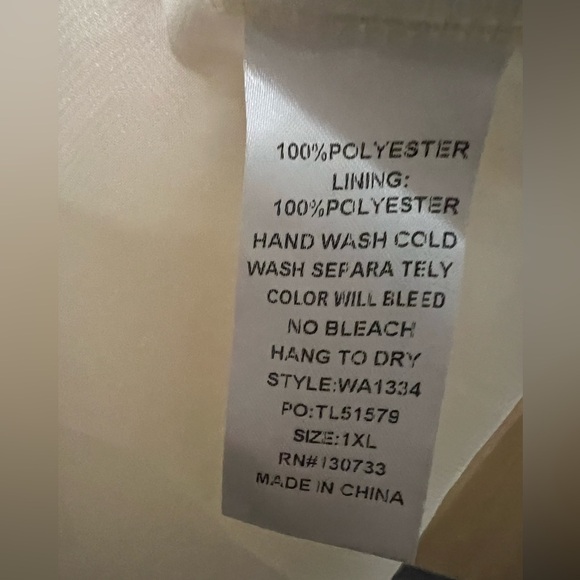 100%POLYESTER
LINING:
100%POLYESTER
HAND WASH COLD
WASH SEPARA TELY
COLOR WILL BLEED
NO BLEACH
HANG TO DRY
STYLE:WA1334
PO:TL51579
SIZE:1XL
RN#130733
MADE IN CHINA